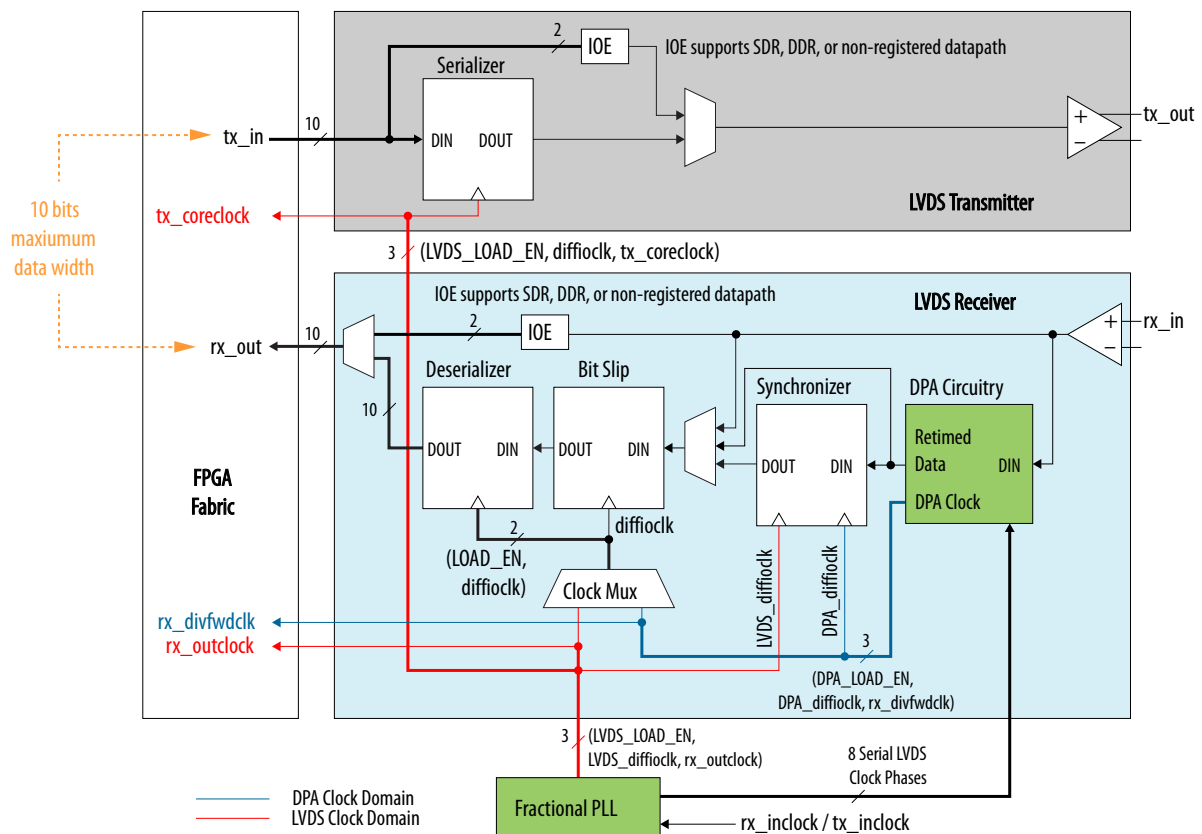 2
IOE
IOE supports SDR, DDR, or non-registered datapath
Serializer
tx_in
10
DIN
DOUT
+
−
tx_out
10 bits
maxiumum
data width
tx_coreclock
LVDS Transmitter
3
(LVDS_LOAD_EN, diffioclk, tx_coreclock)
IOE supports SDR, DDR, or non-registered datapath
LVDS Receiver
rx_out
10
2
IOE
+
−
rx_in
Deserializer
Bit Slip
Synchronizer
DPA Circuitry
10
DOUT
DIN
DOUT
DIN
DOUT
DIN
Retimed
Data
DIN
DPA Clock
FPGA
Fabric
2
(LOAD_EN,
diffioclk)
diffioclk
Clock Mux
LVDS_diffioclk
DPA_diffioclk
rx_divfwdclk
rx_outclock
3
(DPA_LOAD_EN,
DPA_diffioclk, rx_divfwdclk)
3
(LVDS_LOAD_EN,
LVDS_diffioclk, rx_outclock)
8 Serial LVDS
Clock Phases
Fractional PLL
rx_inclock / tx_inclock
DPA Clock Domain
LVDS Clock Domain